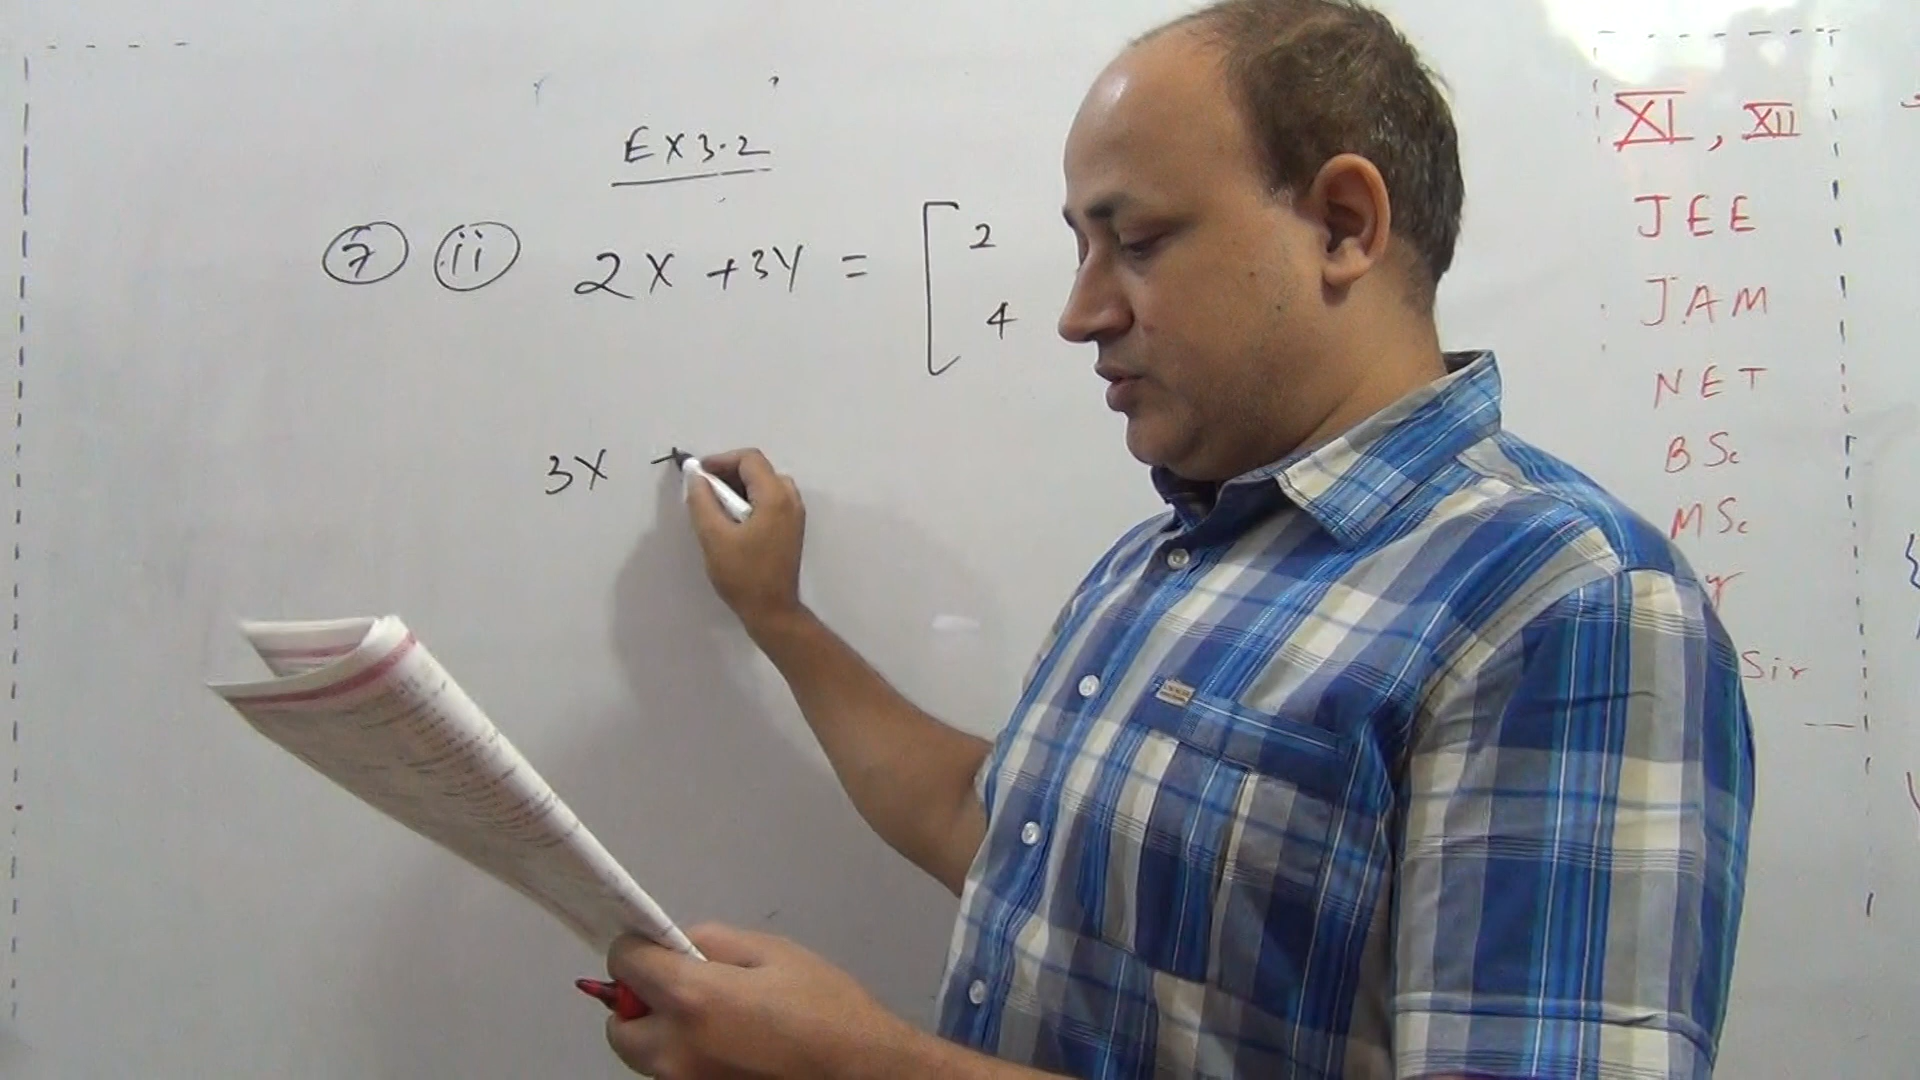 Ex 3.2
7 ii 2X + 3Y = [ 2
4
3X +
XI, XII
JEE
JAM
NET
BSc
MSc
Sir